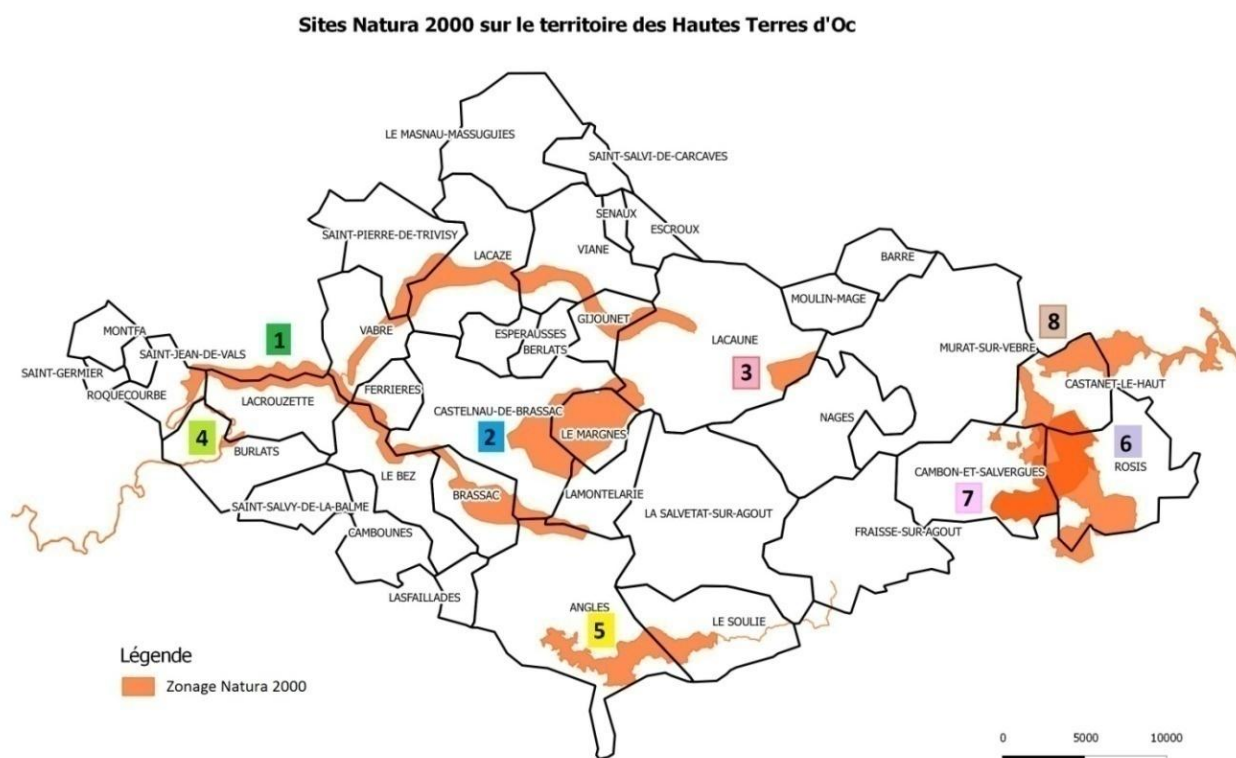 Sites Natura 2000 sur le territoire des Hautes Terres d'Oc
LE MASNAU-MASSUGUIES
SAINT-SALVI-DE-CARCAVES
SENAUX
ESCROUX
SAINT-PIERRE-DE-TRIVISY
LACAZE
VIANE
BARRE
MOULIN-MAGE
MONTFA
1
VABRE
ESPERAUSSES
GIJOUNET
8
SAINT-JEAN-DE-VALS
BERLATS
LACAUNE
MURAT-SUR-VEBRE
SAINT-GERMIER
3
ROQUECOURBE
LACROUZETTE
FERRIERES
CASTANET-LE-HAUT
4
CASTELNAU-DE-BRASSAC
NAGES
2
LE MARGNES
6
BURLATS
ROSIS
LE BEZ
CAMBON-ET-SALVERGUES
BRASSAC
LAMONTELARIE
7
SAINT-SALVY-DE-LA-BALME
LA SALVETAT-SUR-AGOUT
CAMBOUNES
FRAISSE-SUR-AGOUT
LASFAILLADES
ANGLES
LE SOULIE
5
Légende
Zonage Natura 2000
0 5000 10000